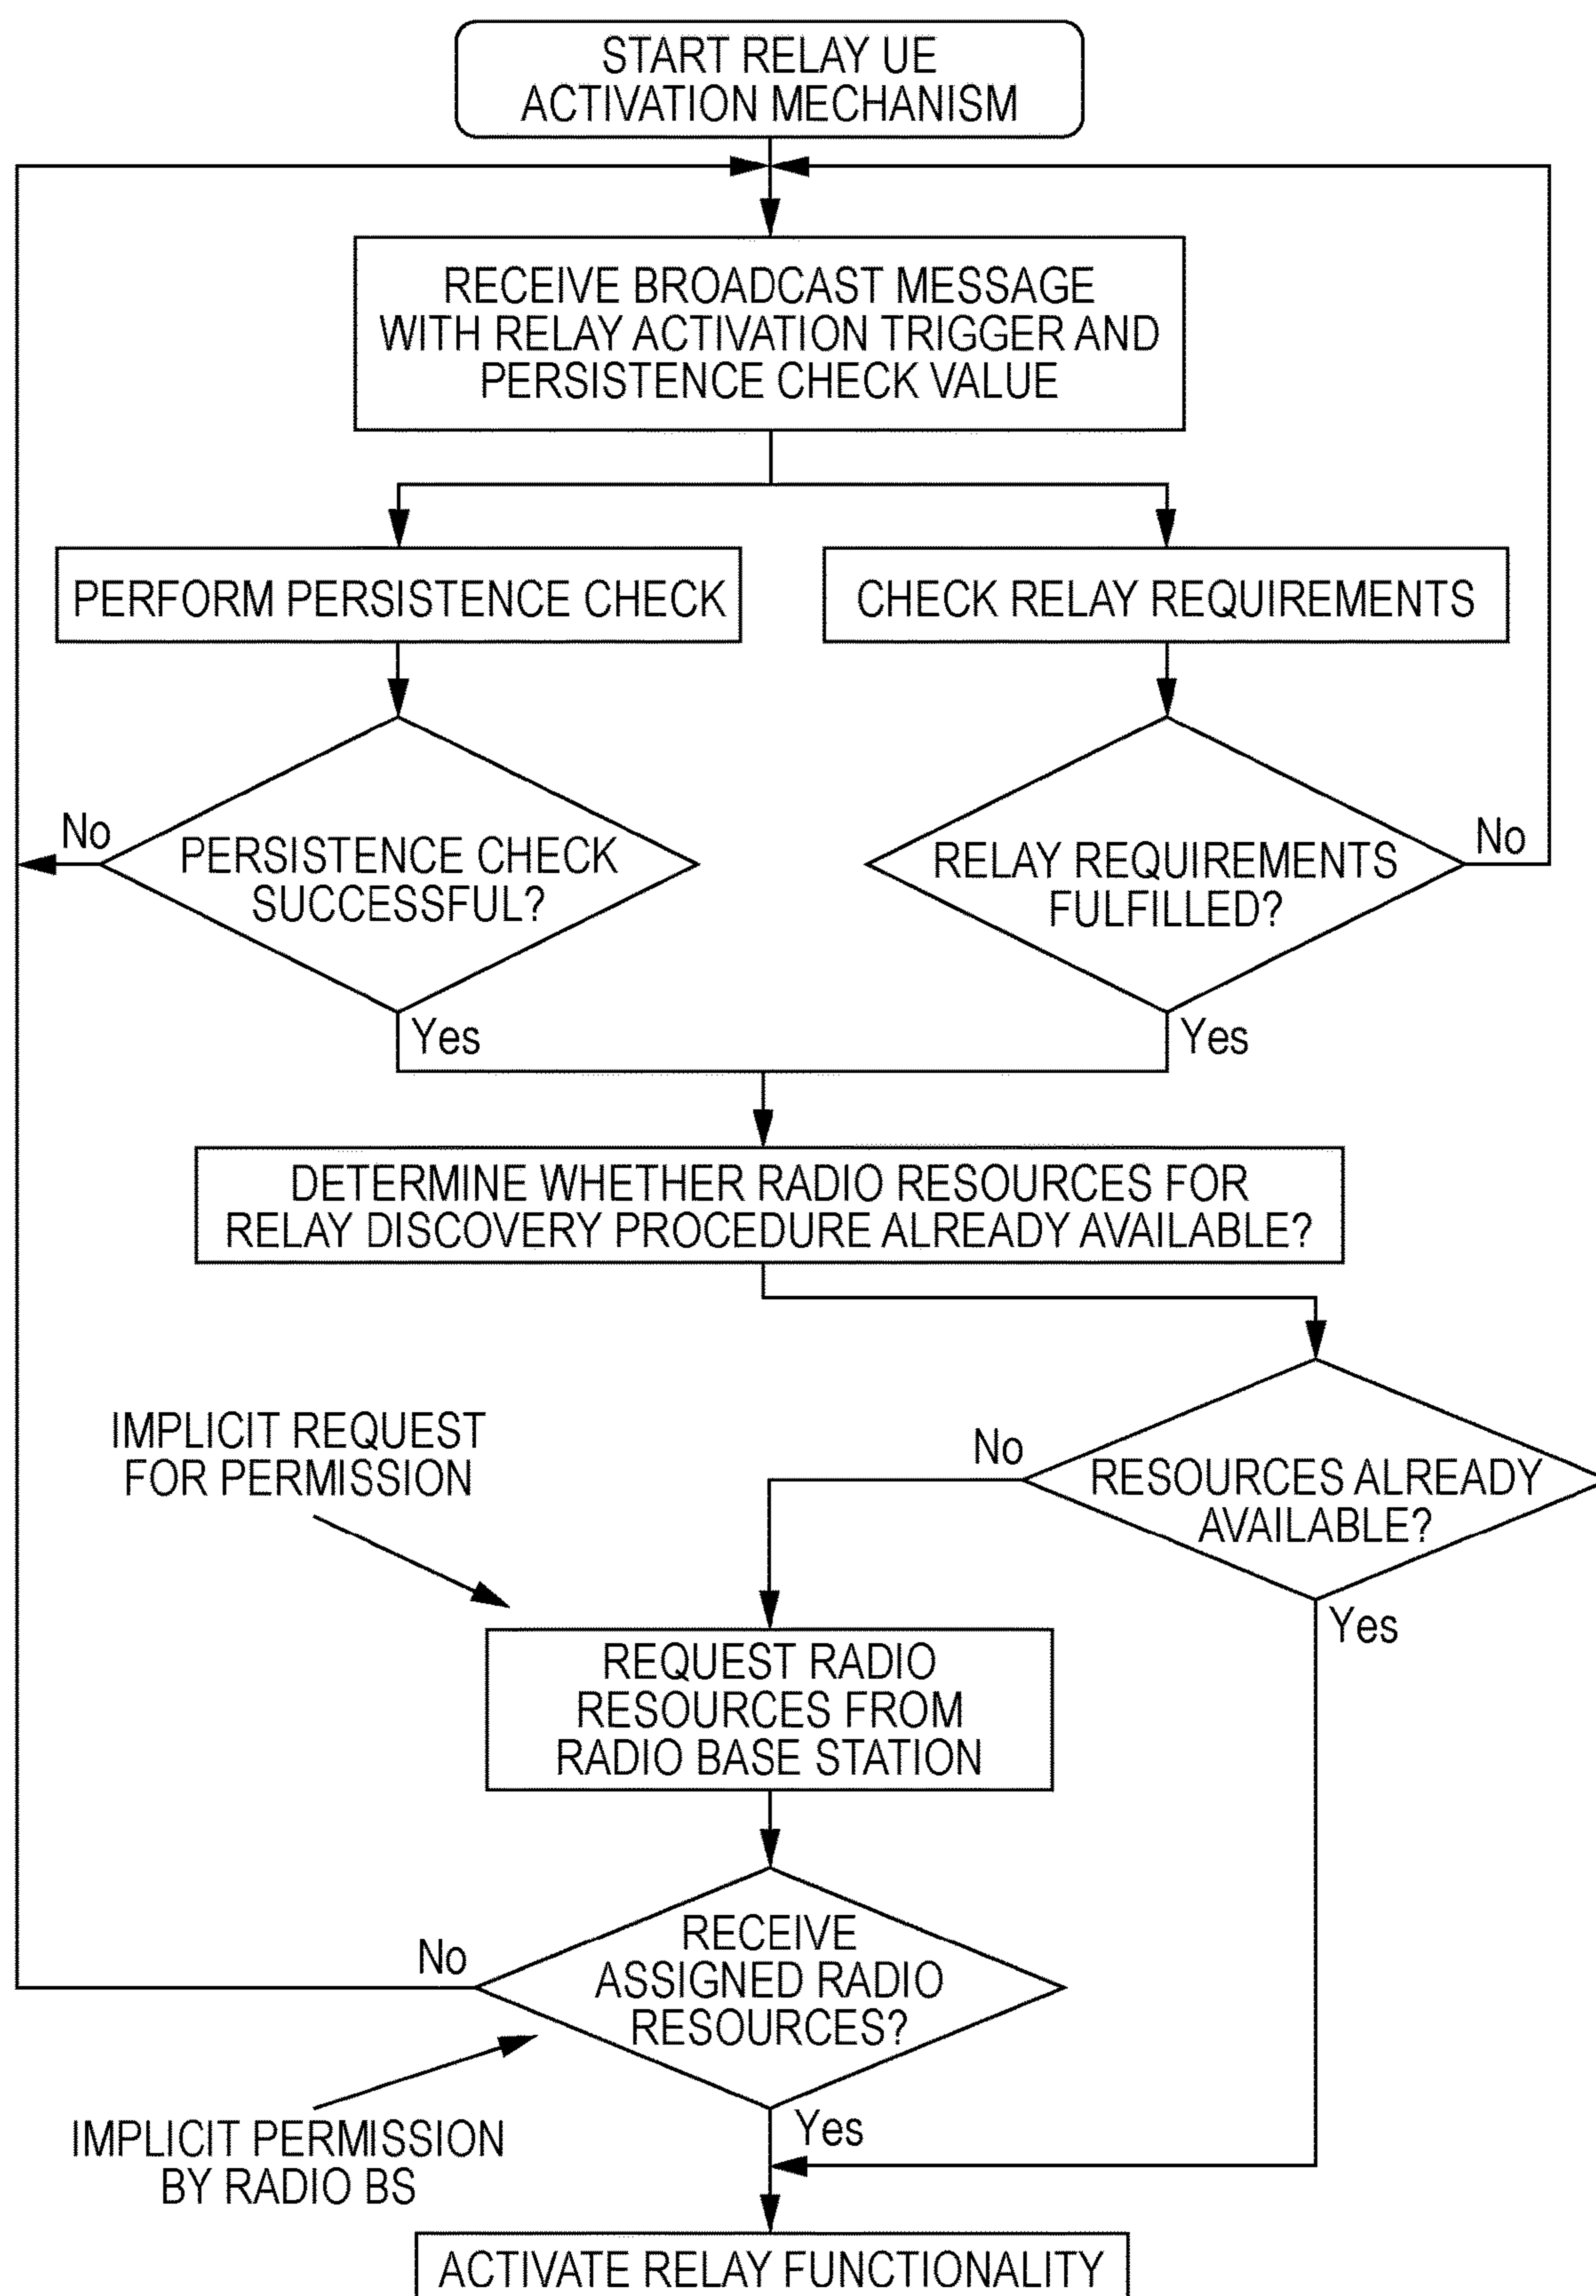 START RELAY UE
ACTIVATION MECHANISM
RECEIVE BROADCAST MESSAGE
WITH RELAY ACTIVATION TRIGGER AND
PERSISTENCE CHECK VALUE
PERFORM PERSISTENCE CHECK
CHECK RELAY REQUIREMENTS
No
PERSISTENCE CHECK
SUCCESSFUL?
Yes
RELAY REQUIREMENTS
FULFILLED?
No
Yes
DETERMINE WHETHER RADIO RESOURCES FOR
RELAY DISCOVERY PROCEDURE ALREADY AVAILABLE?
IMPLICIT REQUEST
FOR PERMISSION
No
RESOURCES ALREADY
AVAILABLE?
Yes
REQUEST RADIO
RESOURCES FROM
RADIO BASE STATION
No
RECEIVE
ASSIGNED RADIO
RESOURCES?
Yes
IMPLICIT PERMISSION
BY RADIO BS
ACTIVATE RELAY FUNCTIONALITY